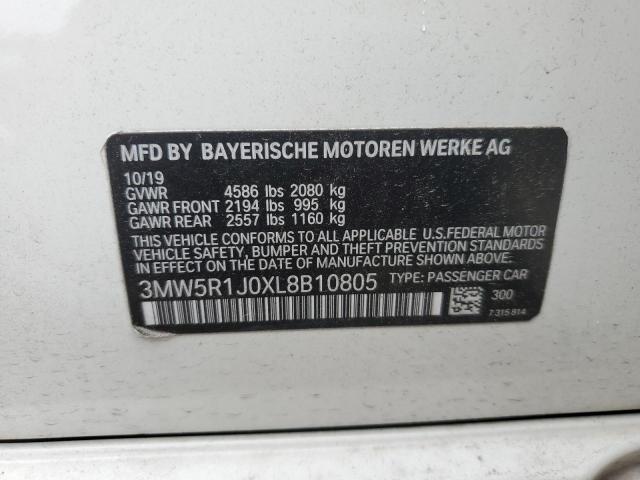 MFD BY BAYERISCHE MOTOREN WERKE AG
10/19
GVWR 4586 lbs 2080 kg
GAWR FRONT 2194 lbs 995 kg
GAWR REAR 2557 lbs 1160 kg
THIS VEHICLE CONFORMS TO ALL APPLICABLE U.S.FEDERAL MOTOR
VEHICLE SAFETY, BUMPER, AND THEFT PREVENTION STANDARDS
IN EFFECT ON THE DATE OF MANUFACTURE SHOWN ABOVE.
3MW5R1J0XL8B10805 TYPE: PASSENGER CAR
300
7 315 814